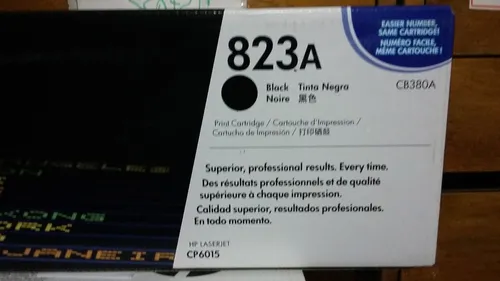 EASIER NUMBER,
SAME CARTRIDGE!
NUMÉRO FACILE,
MÊME CARTOUCHE!
823A
CB380A
Black Tinta Negra
Noire 黑色
Print Cartridge / Cartouche d'Impression /
Cartucho de Impresión / 打印硒鼓
Superior, professional results. Every time.
Des résultats professionnels et de qualité
supérieure à chaque impression.
Calidad superior, resultados profesionales.
En todo momento.
HP LASERJET
CP6015
KONG